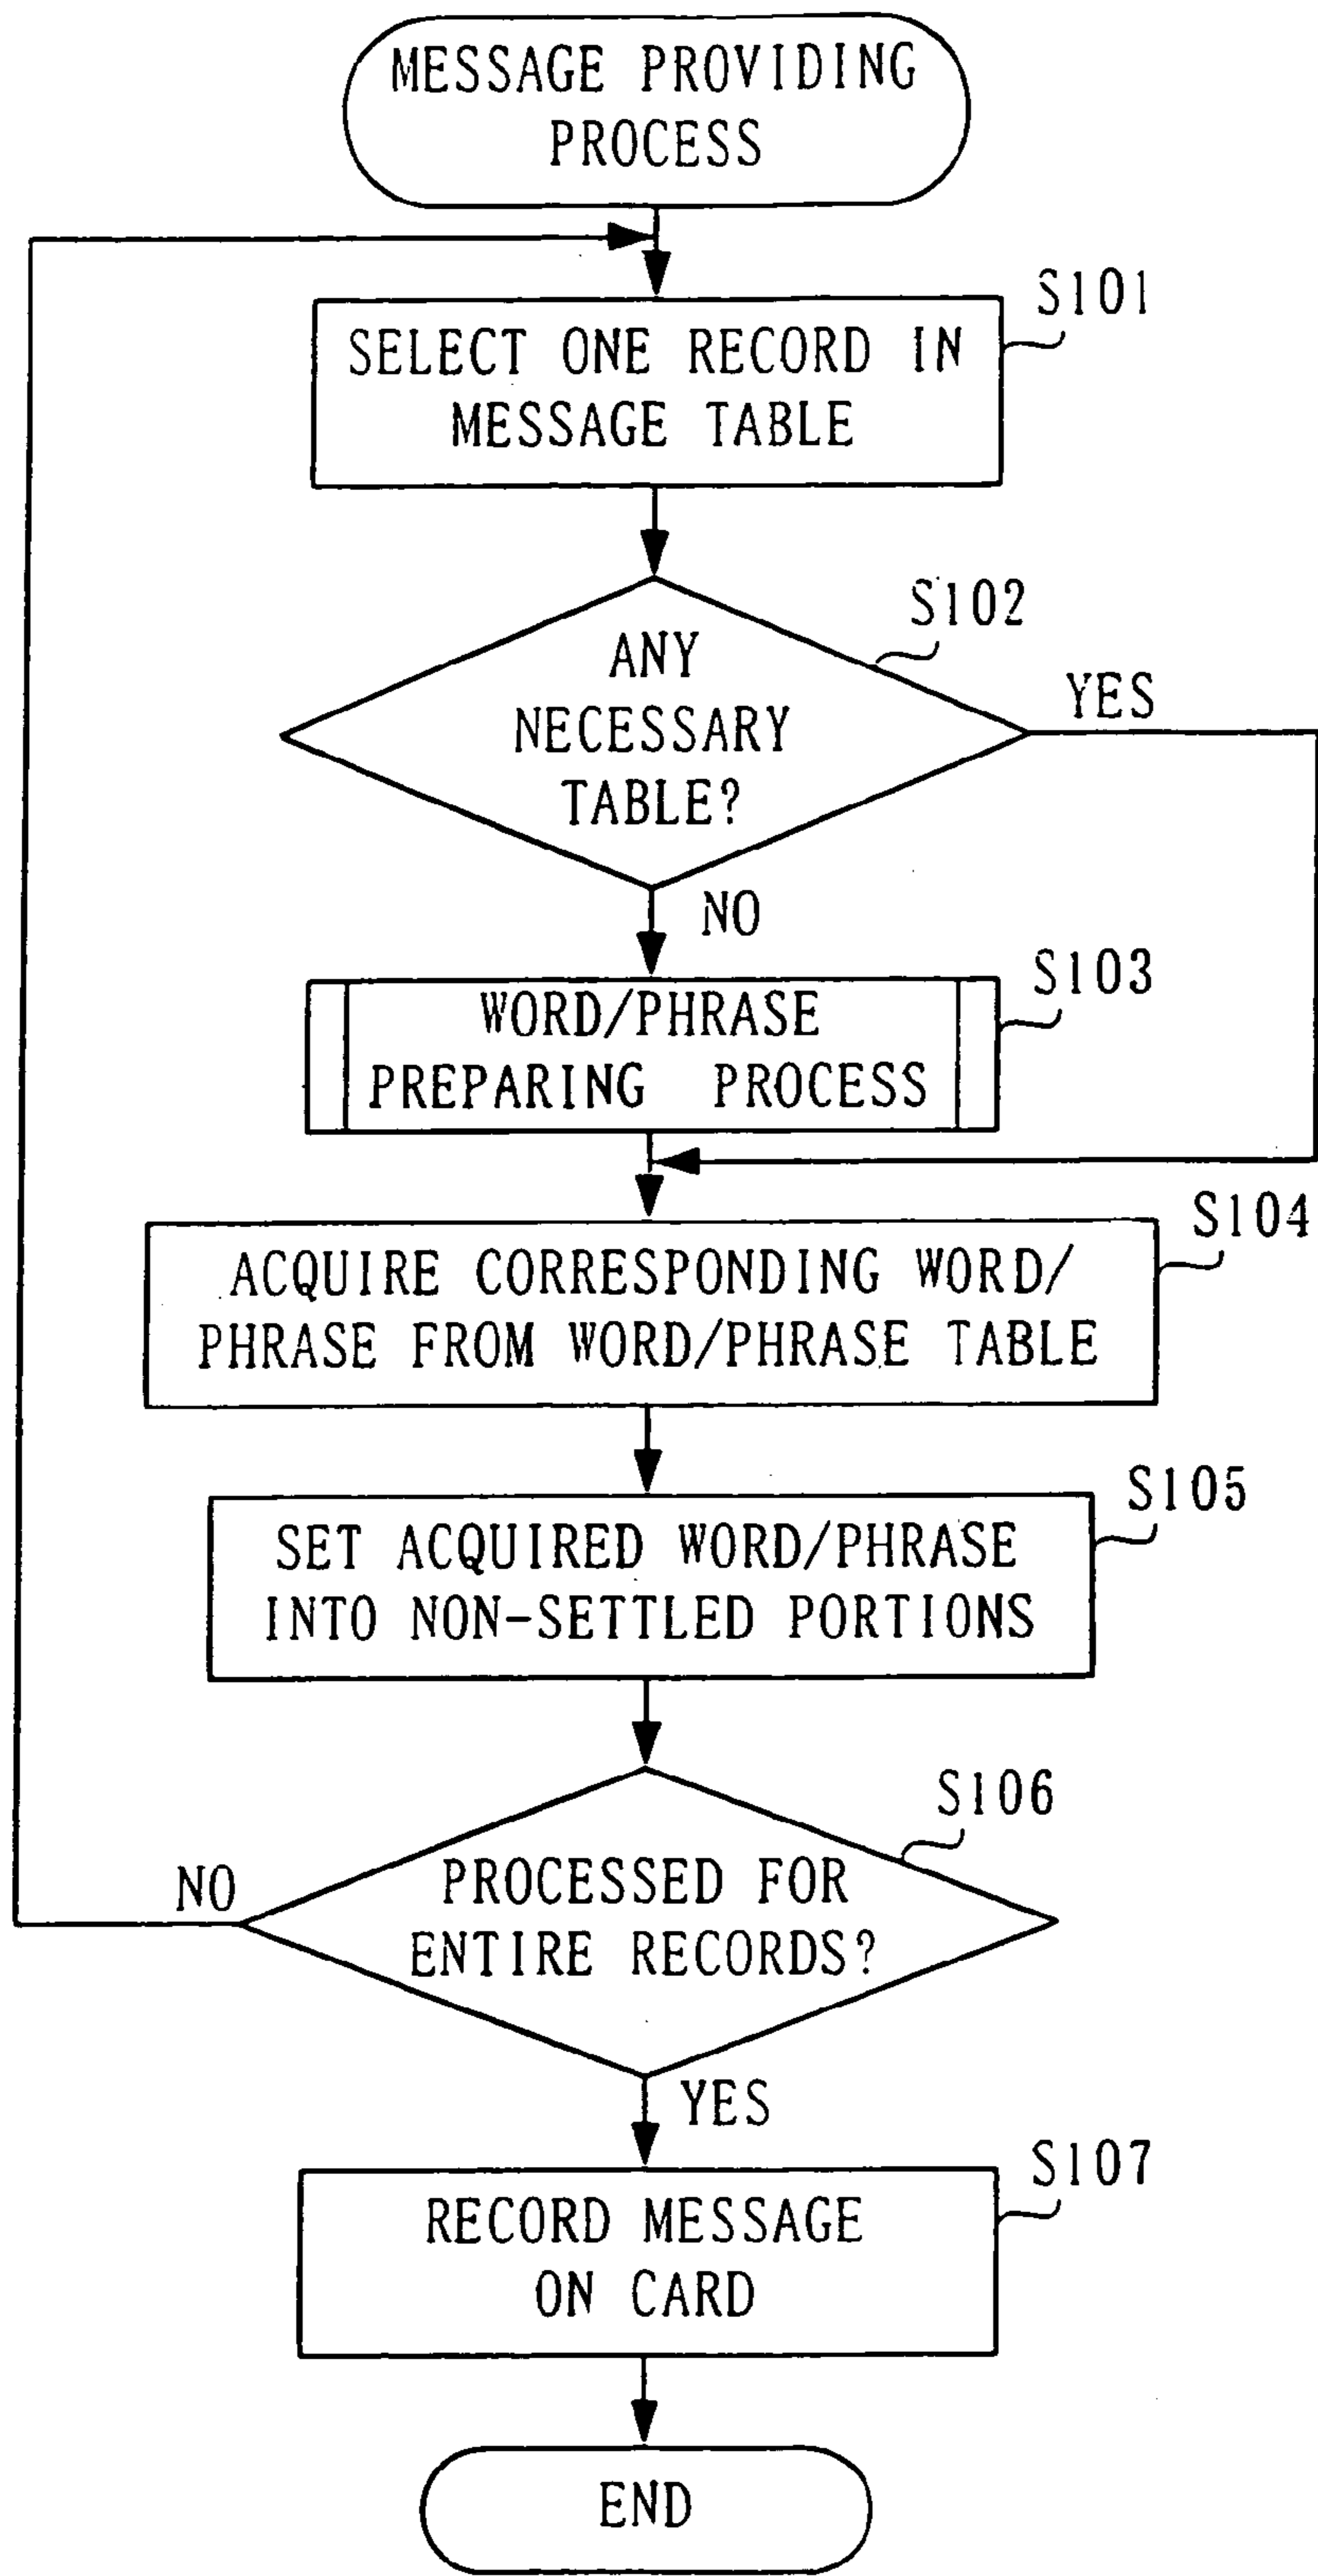 MESSAGE PROVIDING
PROCESS
S101
SELECT ONE RECORD IN
MESSAGE TABLE
S102
ANY
NECESSARY
TABLE?
YES
NO
S103
WORD/PHRASE
PREPARING PROCESS
S104
ACQUIRE CORRESPONDING WORD/
PHRASE FROM WORD/PHRASE TABLE
S105
SET ACQUIRED WORD/PHRASE
INTO NON-SETTLED PORTIONS
S106
PROCESSED FOR
ENTIRE RECORDS?
NO
YES
S107
RECORD MESSAGE
ON CARD
END